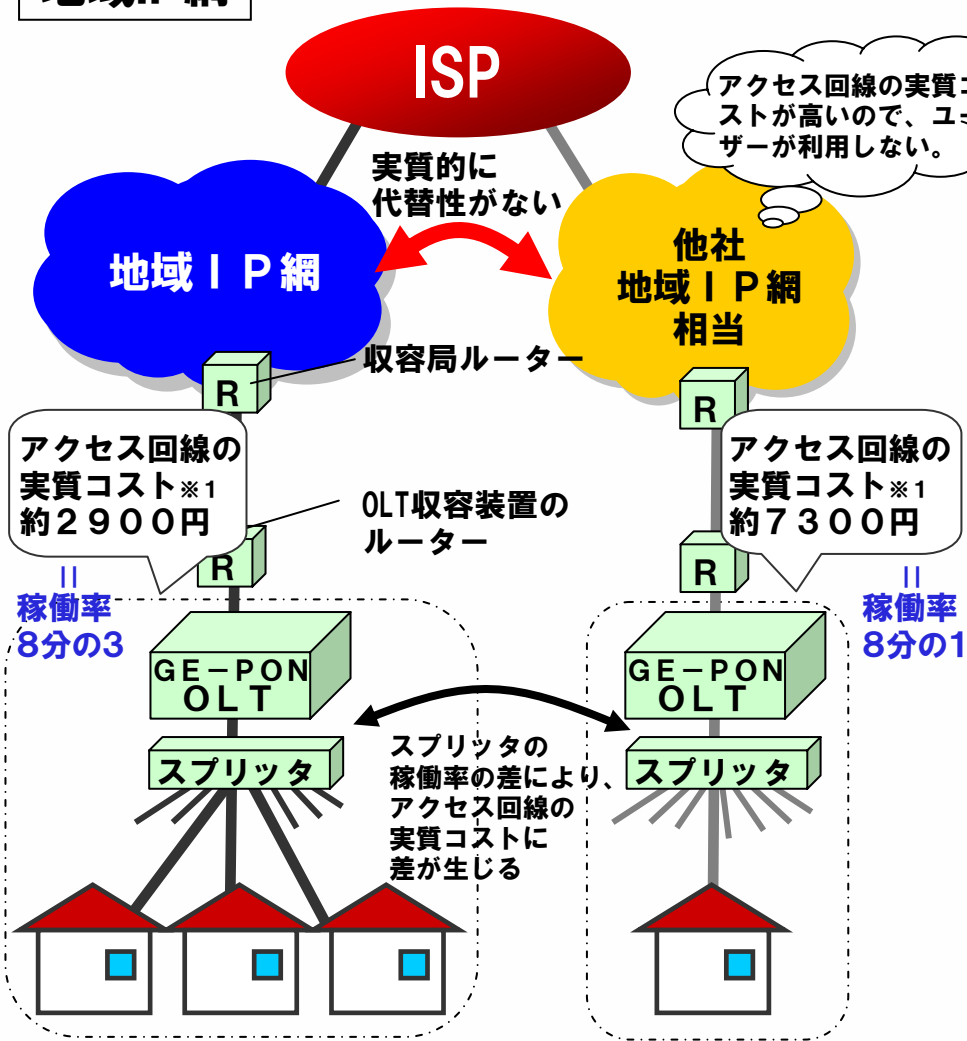 地域IP網
ISP
アクセス回線の実質コ
ストが高いので、ユー
ザーが利用しない。
実質的に
代替性がない
地域ＩＰ網
他社
地域ＩＰ網
相当
収容局ルーター
R
R
アクセス回線の
実質コスト※1
約２９００円
アクセス回線の
実質コスト※1
約７３００円
OLT収容装置の
ルーター
R
R
||
稼働率
8分の3
||
稼働率
8分の1
GE－PON
OLT
GE－PON
OLT
スプリッタ
スプリッタ
スプリッタの
稼働率の差により、
アクセス回線の
実質コストに
差が生じる